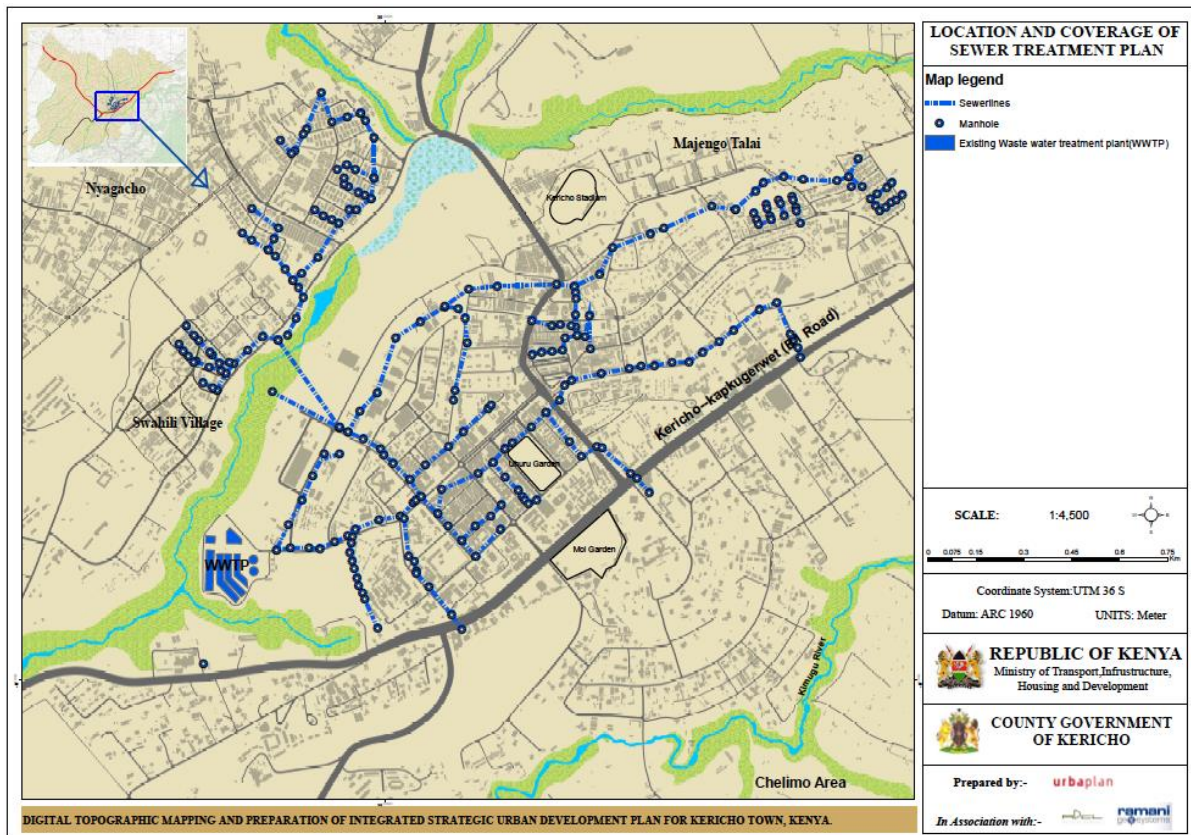 LOCATION AND COVERAGE OF
SEWER TREATMENT PLAN
Map legend
Sewerlines
Manhole
Existing Waste water treatment plant(WWTP)
Nyagacho
Majengo Talai
Kericho Stadium
Swahili Village
Kericho--kapkugerwet (B1 Road)
Uhuru Garden
Moi Garden
WWTP
Kimugu River
Chelimo Area
SCALE: 1:4,500
0 0.075 0.15 0.3 0.45 0.6 0.75
Km
Coordinate System:UTM 36 S
Datum: ARC 1960 UNITS: Meter
REPUBLIC OF KENYA
Ministry of Transport,Infrastructure,
Housing and Development
COUNTY GOVERNMENT
OF KERICHO
Prepared by:- urbaplan
In Association with:- ramani
geosystems
DIGITAL TOPOGRAPHIC MAPPING AND PREPARATION OF INTEGRATED STRATEGIC URBAN DEVELOPMENT PLAN FOR KERICHO TOWN, KENYA.